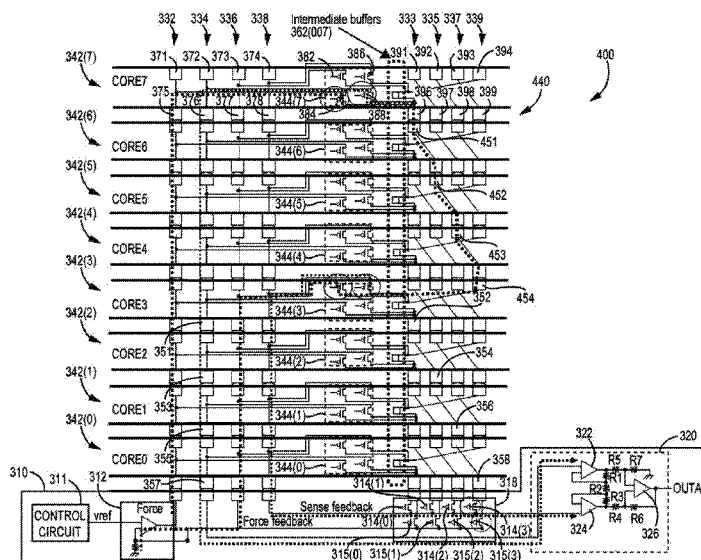 332 334 336 338 Intermediate buffers 362(007) 333 335 337 339
371 372 373 374 382 386 391 392 393 394 400
342(7) CORE7 344(7) 384 388 396 397 398 399 440
375 376 377 378
342(6) CORE6 344(6) 451
342(5) CORE5 344(5) 452
342(4) CORE4 344(4) 453
342(3) CORE3 344(3) 352 454
342(2) 351 CORE2 344(2) 354
342(1) 353 CORE1 344(1) 356
342(0) 355 CORE0 344(0) 358
357 314(1) 318 322 320
310 311 312 Force Sense feedback R5 R7 R1
CONTROL CIRCUIT vref Force feedback 314(0) 314(3) R2 R3 OUTA
324 R4 R6 326
315(0) 315(1) 314(2) 315(2) 315(3)